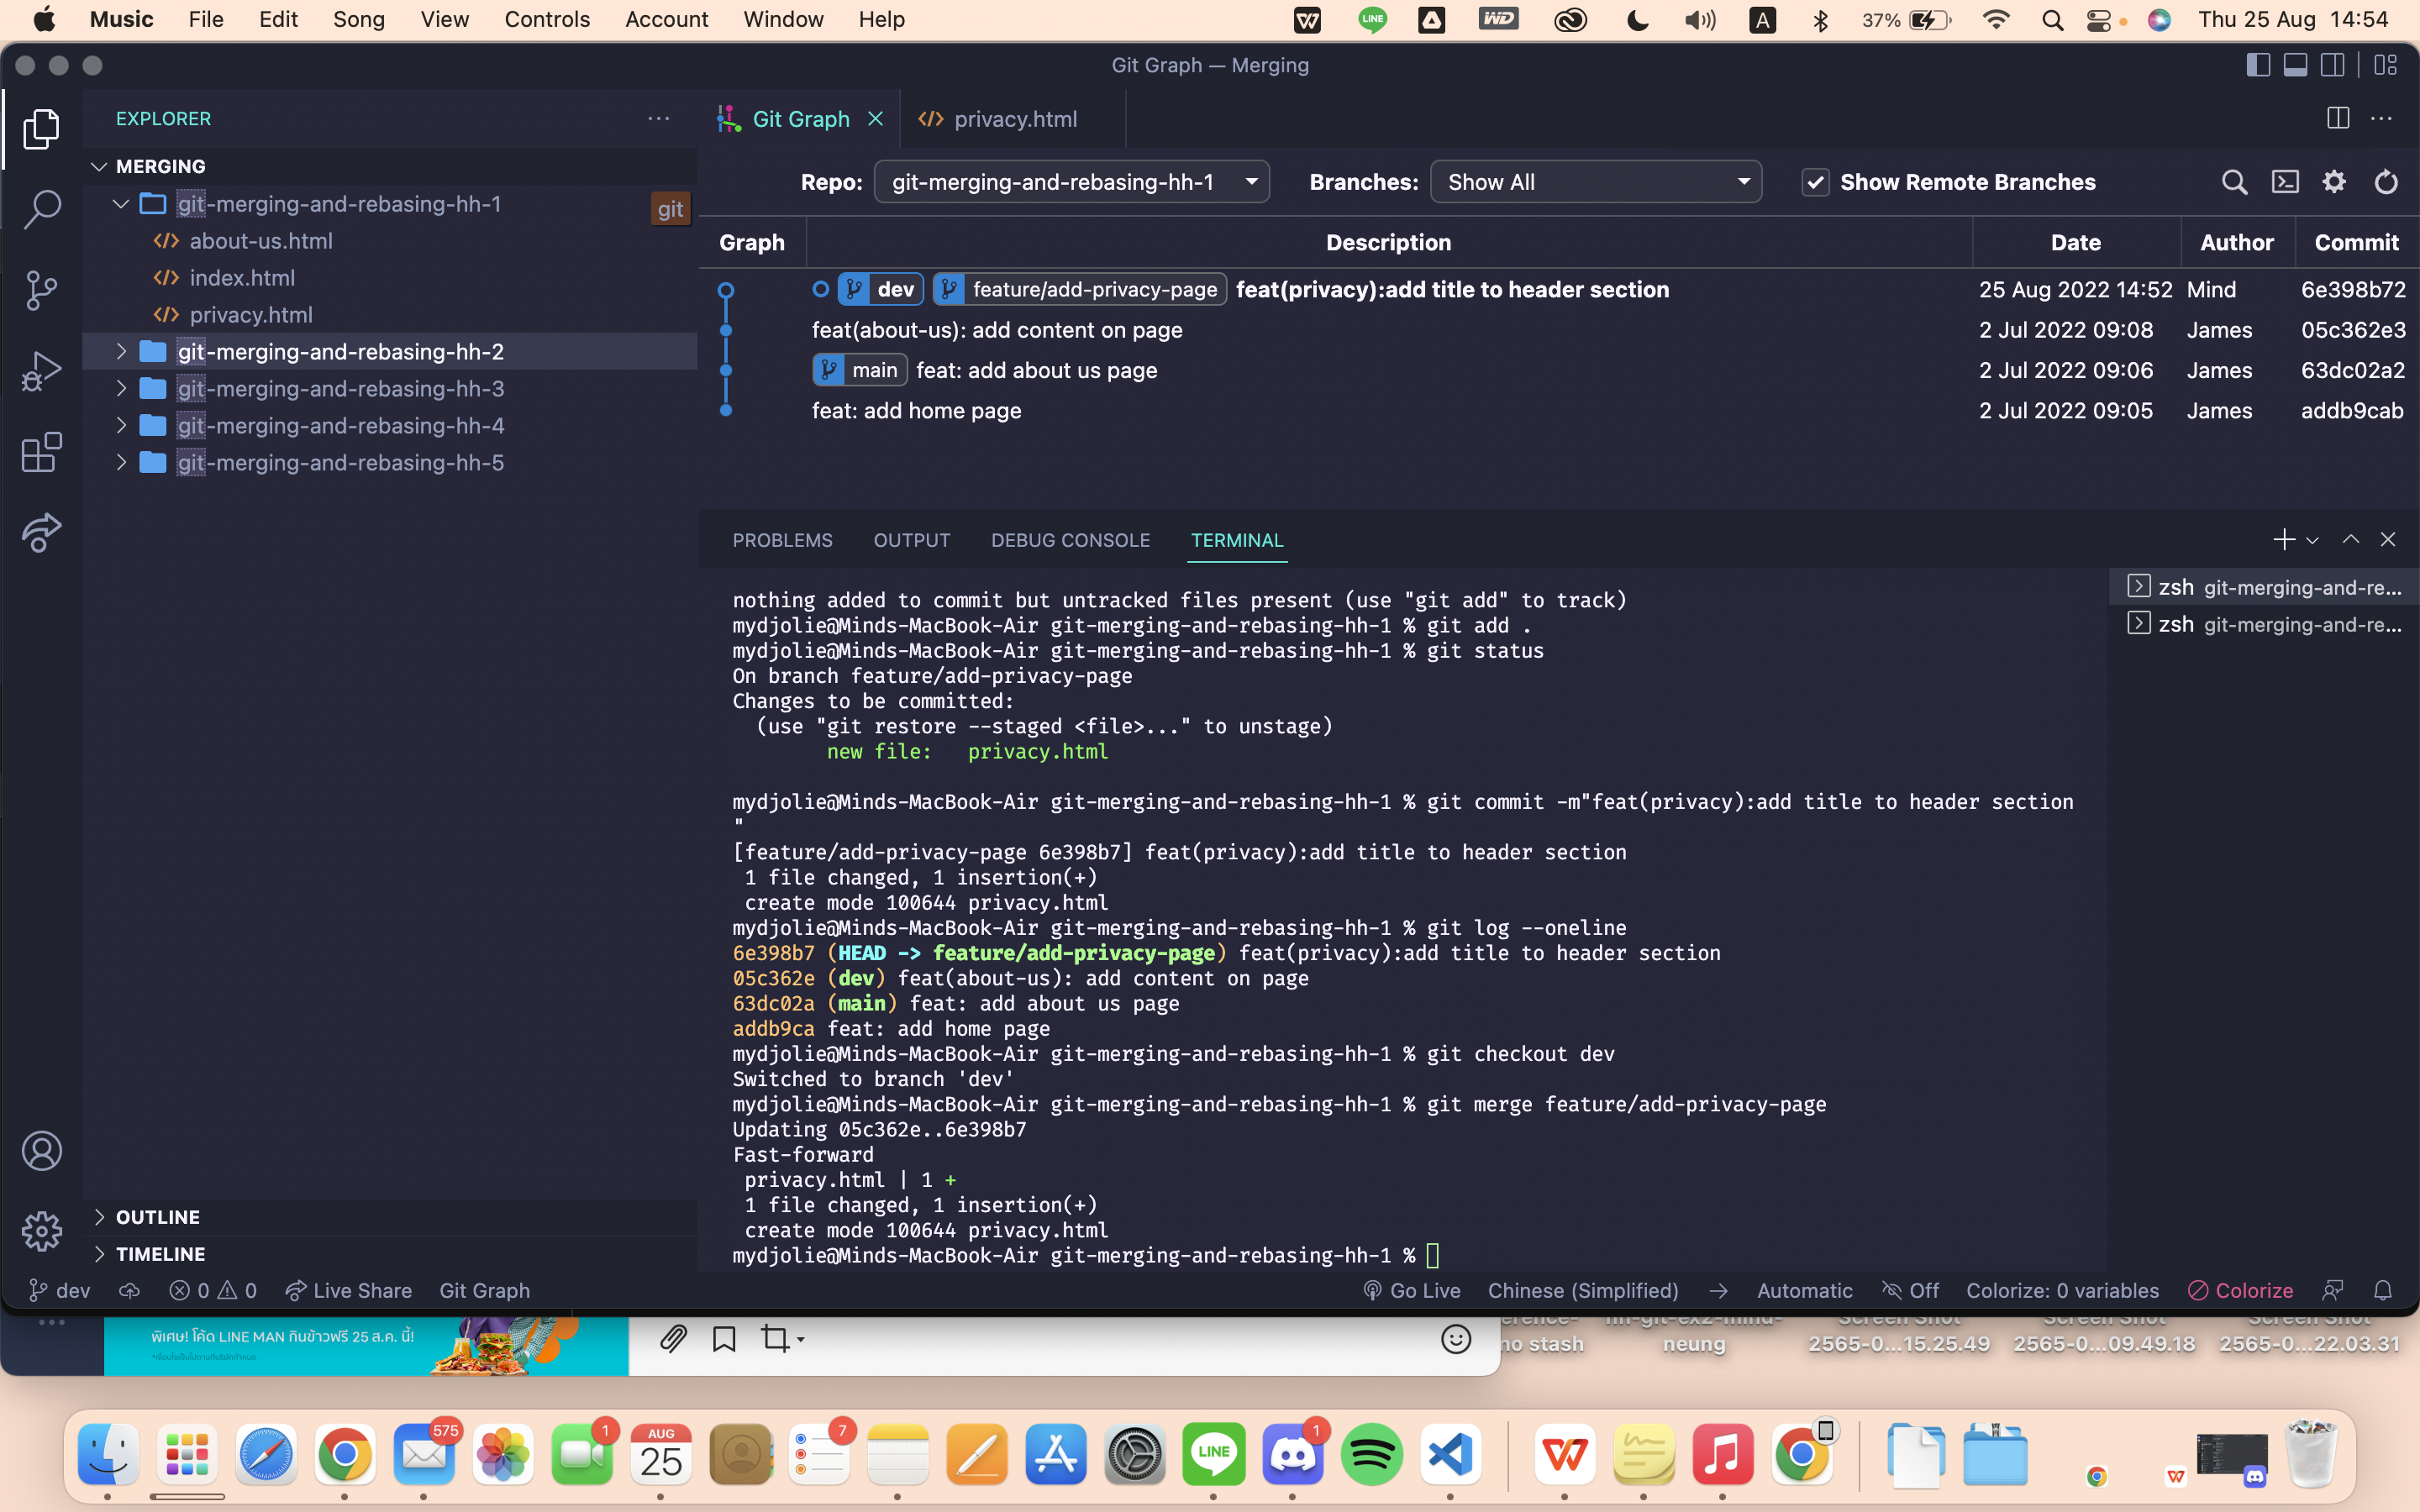 Music File Edit Song View Controls Account Window Help
LINE WD A 37% Thu 25 Aug 14:54
Git Graph — Merging
EXPLORER
Git Graph privacy.html
MERGING
Repo: git-merging-and-rebasing-hh-1 Branches: Show All Show Remote Branches
git-merging-and-rebasing-hh-1 git
about-us.html
index.html
privacy.html
git-merging-and-rebasing-hh-2
git-merging-and-rebasing-hh-3
git-merging-and-rebasing-hh-4
git-merging-and-rebasing-hh-5
Graph Description Date Author Commit
dev feature/add-privacy-page feat(privacy):add title to header section 25 Aug 2022 14:52 Mind 6e398b72
feat(about-us): add content on page 2 Jul 2022 09:08 James 05c362e3
main feat: add about us page 2 Jul 2022 09:06 James 63dc02a2
feat: add home page 2 Jul 2022 09:05 James addb9cab
PROBLEMS OUTPUT DEBUG CONSOLE TERMINAL
zsh git-merging-and-re...
zsh git-merging-and-re...
nothing added to commit but untracked files present (use "git add" to track)
mydjolie@Minds-MacBook-Air git-merging-and-rebasing-hh-1 % git add .
mydjolie@Minds-MacBook-Air git-merging-and-rebasing-hh-1 % git status
On branch feature/add-privacy-page
Changes to be committed:
(use "git restore --staged <file>..." to unstage)
new file: privacy.html
mydjolie@Minds-MacBook-Air git-merging-and-rebasing-hh-1 % git commit -m"feat(privacy):add title to header section
"
[feature/add-privacy-page 6e398b7] feat(privacy):add title to header section
1 file changed, 1 insertion(+)
create mode 100644 privacy.html
mydjolie@Minds-MacBook-Air git-merging-and-rebasing-hh-1 % git log --oneline
6e398b7 (HEAD -> feature/add-privacy-page) feat(privacy):add title to header section
05c362e (dev) feat(about-us): add content on page
63dc02a (main) feat: add about us page
addb9ca feat: add home page
mydjolie@Minds-MacBook-Air git-merging-and-rebasing-hh-1 % git checkout dev
Switched to branch 'dev'
mydjolie@Minds-MacBook-Air git-merging-and-rebasing-hh-1 % git merge feature/add-privacy-page
Updating 05c362e..6e398b7
Fast-forward
privacy.html | 1 +
1 file changed, 1 insertion(+)
create mode 100644 privacy.html
mydjolie@Minds-MacBook-Air git-merging-and-rebasing-hh-1 %
OUTLINE
TIMELINE
dev 0 0 Live Share Git Graph Go Live Chinese (Simplified) Automatic Off Colorize: 0 variables Colorize
พิเศษ! โค้ด LINE MAN กินข้าวฟรี 25 ส.ค. นี้!
no stash neung 2565-0...15.25.49 2565-0...09.49.18 2565-0...22.03.31
575 1 AUG 25 7 LINE 1